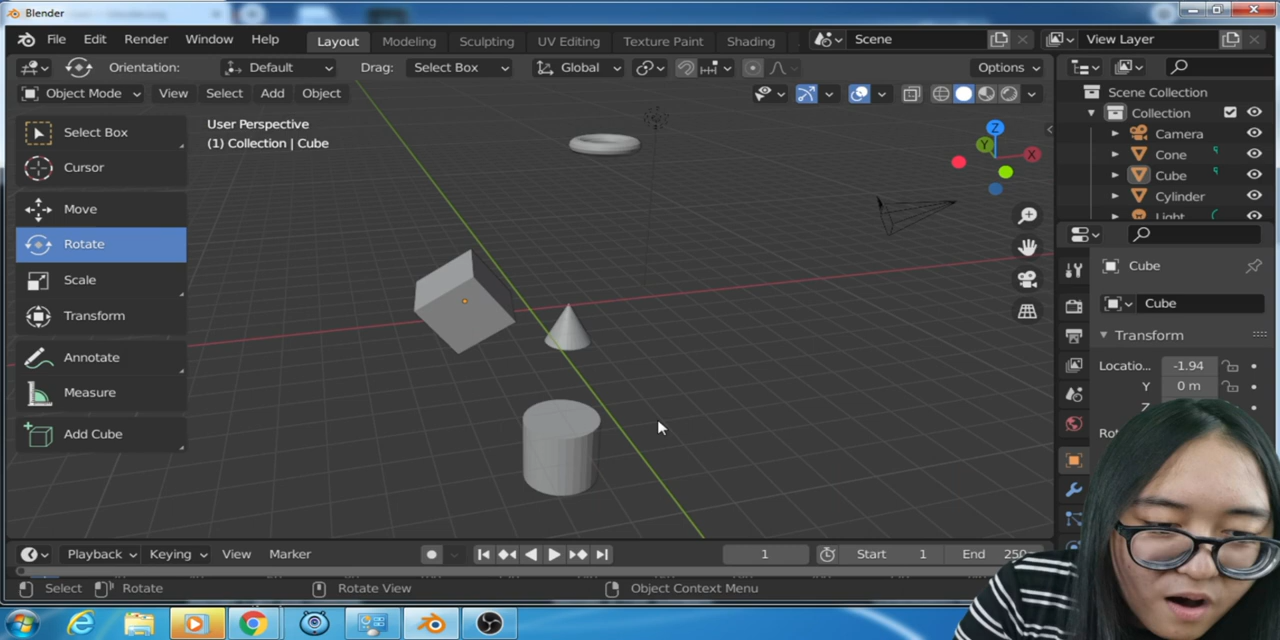 Blender
File Edit Render Window Help Layout Modeling Sculpting UV Editing Texture Paint Shading Scene View Layer
Orientation: Default Drag: Select Box Global Options
Object Mode View Select Add Object
Select Box
Cursor
Move
Rotate
Scale
Transform
Annotate
Measure
Add Cube
User Perspective
(1) Collection | Cube
Z
Y
X
Scene Collection
Collection
Camera
Cone
Cube
Cylinder
Light
Cube
Cube
Transform
Locatio... -1.94
Y 0 m
Playback Keying View Marker 1 Start 1 End 250
Select Rotate Rotate View Object Context Menu